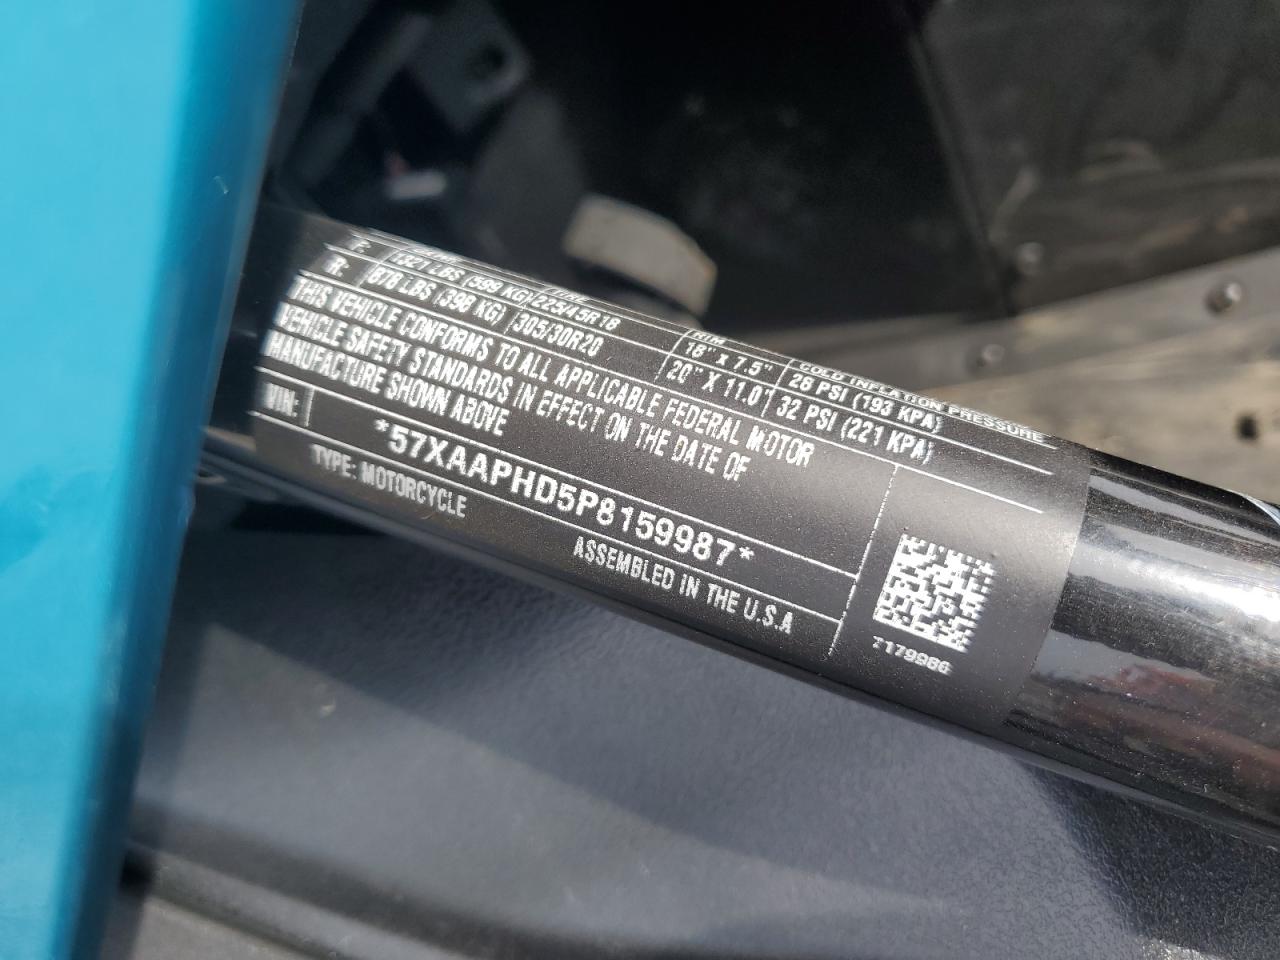 TIRE RIM COLD INFLATION PRESSURE
F: 1321 LBS (599 KG) 225/45R18 18" X 7.5" 28 PSI (193 KPA)
R: 878 LBS (398 KG) 305/30R20 20" X 11.0" 32 PSI (221 KPA)
THIS VEHICLE CONFORMS TO ALL APPLICABLE FEDERAL MOTOR
VEHICLE SAFETY STANDARDS IN EFFECT ON THE DATE OF
MANUFACTURE SHOWN ABOVE
VIN: *57XAAPHD5P8159987*
TYPE: MOTORCYCLE ASSEMBLED IN THE U.S.A
7179986